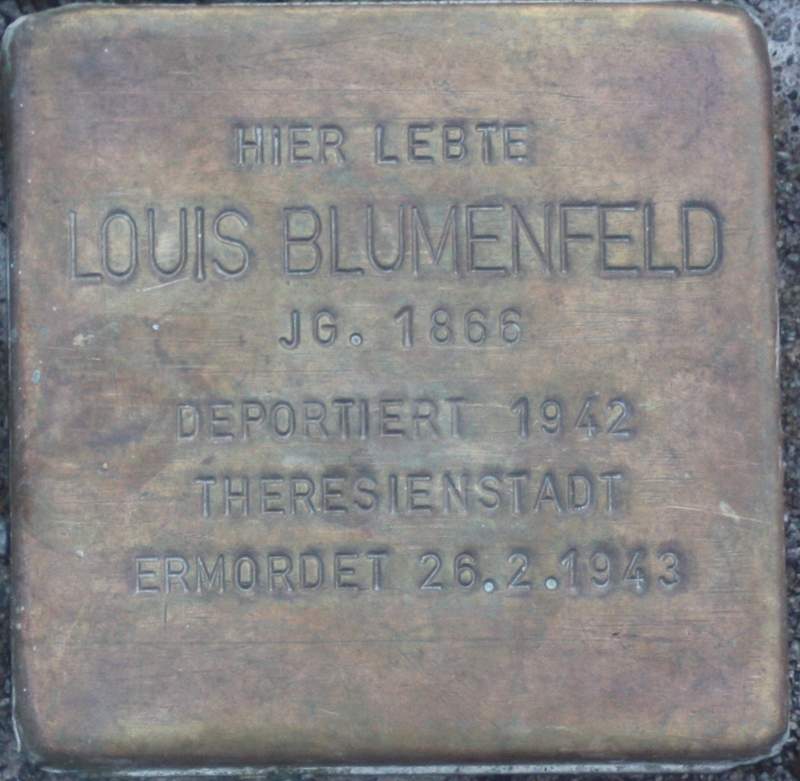 HIER LEBTE
LOUIS BLUMENFELD
JG. 1866
DEPORTIERT 1942
THERESIENSTADT
ERMORDET 26.2.1943